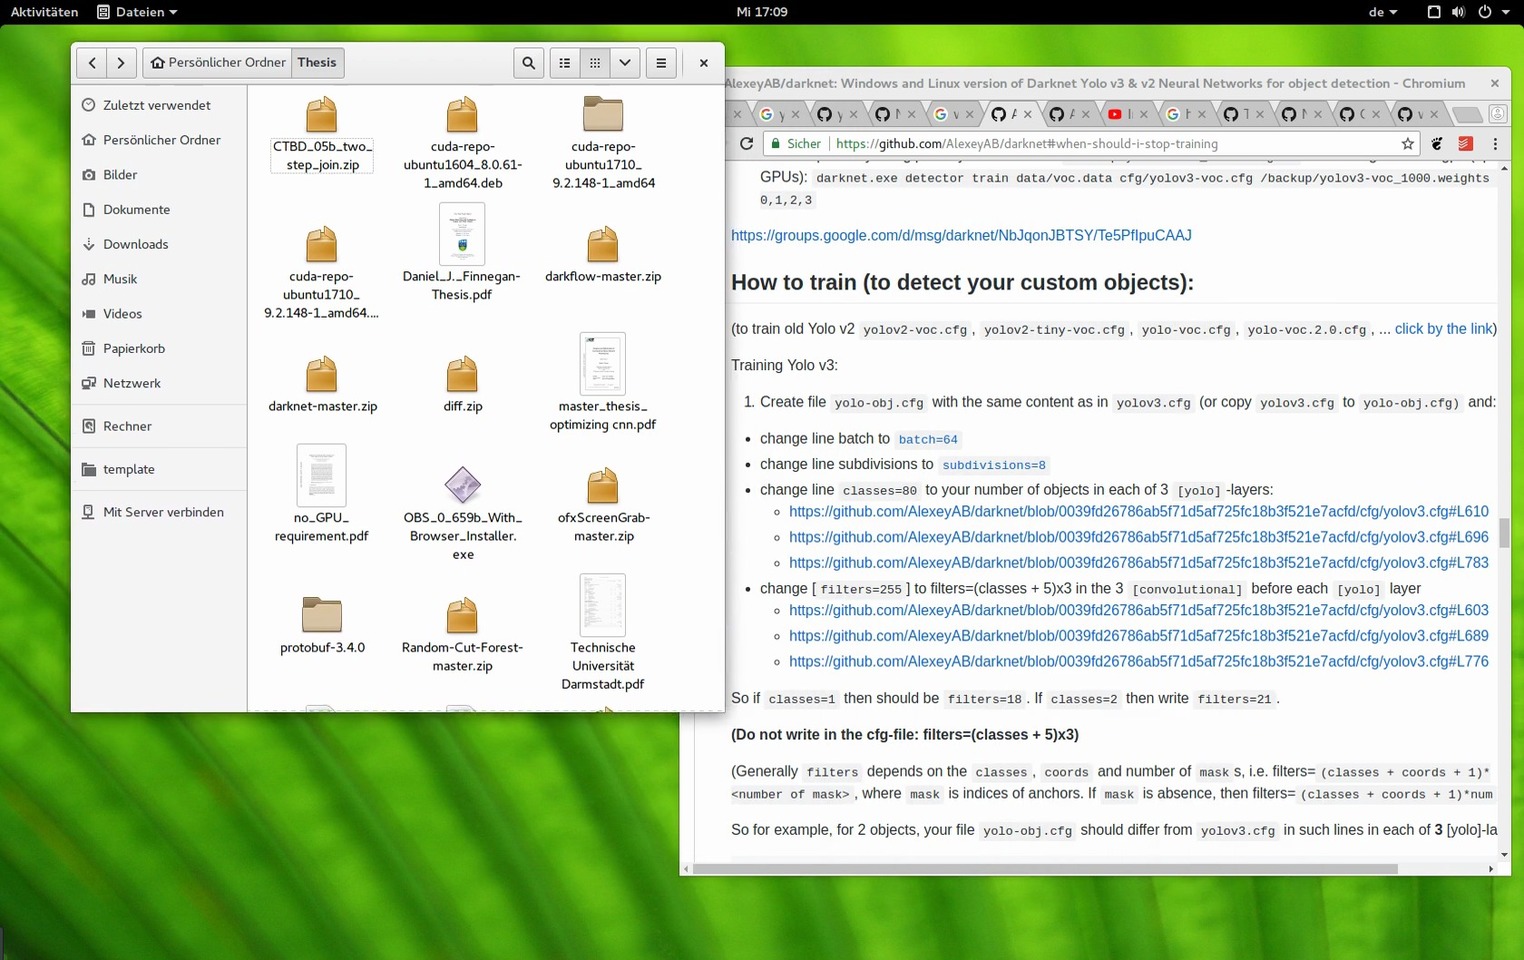 Aktivitäten Dateien Mi 17:09 de
Persönlicher Ordner Thesis
Zuletzt verwendet
Persönlicher Ordner
Bilder
Dokumente
Downloads
Musik
Videos
Papierkorb
Netzwerk
Rechner
template
Mit Server verbinden
CTBD_05b_two_
step_join.zip
cuda-repo-
ubuntu1604_8.0.61-
1_amd64.deb
cuda-repo-
ubuntu1710_
9.2.148-1_amd64
cuda-repo-
ubuntu1710_
9.2.148-1_amd64....
Daniel_J._Finnegan-
Thesis.pdf
darkflow-master.zip
darknet-master.zip
diff.zip
master_thesis_
optimizing cnn.pdf
no_GPU_
requirement.pdf
OBS_0_659b_With_
Browser_Installer.
exe
ofxScreenGrab-
master.zip
protobuf-3.4.0
Random-Cut-Forest-
master.zip
Technische
Universität
Darmstadt.pdf
AlexeyAB/darknet: Windows and Linux version of Darknet Yolo v3 & v2 Neural Networks for object detection - Chromium
Sicher https://github.com/AlexeyAB/darknet#when-should-i-stop-training
GPUs): darknet.exe detector train data/voc.data cfg/yolov3-voc.cfg /backup/yolov3-voc_1000.weights
0,1,2,3
https://groups.google.com/d/msg/darknet/NbJqonJBTSY/Te5PfIpuCAAJ
How to train (to detect your custom objects):
(to train old Yolo v2 yolov2-voc.cfg, yolov2-tiny-voc.cfg, yolo-voc.cfg, yolo-voc.2.0.cfg, ... click by the link)
Training Yolo v3:
1. Create file yolo-obj.cfg with the same content as in yolov3.cfg (or copy yolov3.cfg to yolo-obj.cfg) and:
• change line batch to batch=64
• change line subdivisions to subdivisions=8
• change line classes=80 to your number of objects in each of 3 [yolo]-layers:
https://github.com/AlexeyAB/darknet/blob/0039fd26786ab5f71d5af725fc18b3f521e7acfd/cfg/yolov3.cfg#L610
https://github.com/AlexeyAB/darknet/blob/0039fd26786ab5f71d5af725fc18b3f521e7acfd/cfg/yolov3.cfg#L696
https://github.com/AlexeyAB/darknet/blob/0039fd26786ab5f71d5af725fc18b3f521e7acfd/cfg/yolov3.cfg#L783
• change [filters=255] to filters=(classes + 5)x3 in the 3 [convolutional] before each [yolo] layer
https://github.com/AlexeyAB/darknet/blob/0039fd26786ab5f71d5af725fc18b3f521e7acfd/cfg/yolov3.cfg#L603
https://github.com/AlexeyAB/darknet/blob/0039fd26786ab5f71d5af725fc18b3f521e7acfd/cfg/yolov3.cfg#L689
https://github.com/AlexeyAB/darknet/blob/0039fd26786ab5f71d5af725fc18b3f521e7acfd/cfg/yolov3.cfg#L776
So if classes=1 then should be filters=18. If classes=2 then write filters=21.
(Do not write in the cfg-file: filters=(classes + 5)x3)
(Generally filters depends on the classes, coords and number of masks, i.e. filters=(classes + coords + 1)*
<number of mask>, where mask is indices of anchors. If mask is absence, then filters=(classes + coords + 1)*num
So for example, for 2 objects, your file yolo-obj.cfg should differ from yolov3.cfg in such lines in each of 3 [yolo]-la